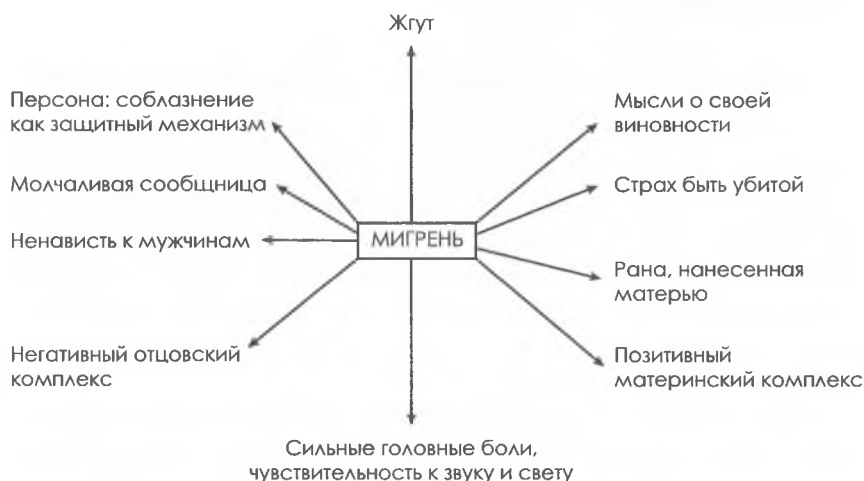 Жгут
Персона: соблазнение
как защитный механизм
Мысли о своей
виновности
Молчаливая сообщница
Страх быть убитой
Ненависть к мужчинам
МИГРЕНЬ
Рана, нанесенная
матерью
Негативный отцовский
комплекс
Позитивный
материнский комплекс
Сильные головные боли,
чувствительность к звуку и свету